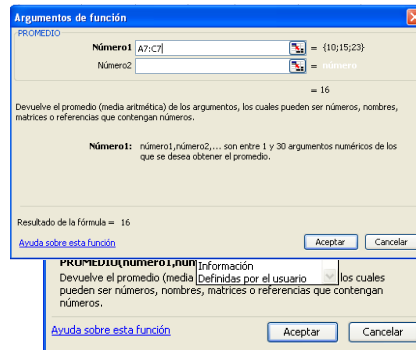 Argumentos de función
PROMEDIO
Número1 A7:C7 = {10;15;23}
Número2 = número
= 16
Devuelve el promedio (media aritmética) de los argumentos, los cuales pueden ser números, nombres,
matrices o referencias que contengan números.
Número1: número1,número2,... son entre 1 y 30 argumentos numéricos de los
que se desea obtener el promedio.
Resultado de la fórmula = 16
Ayuda sobre esta función Aceptar Cancelar
PROMEDIO(número1,núm
Información
Devuelve el promedio (media Definidas por el usuario los cuales
pueden ser números, nombres, matrices o referencias que contengan
números.
Ayuda sobre esta función Aceptar Cancelar